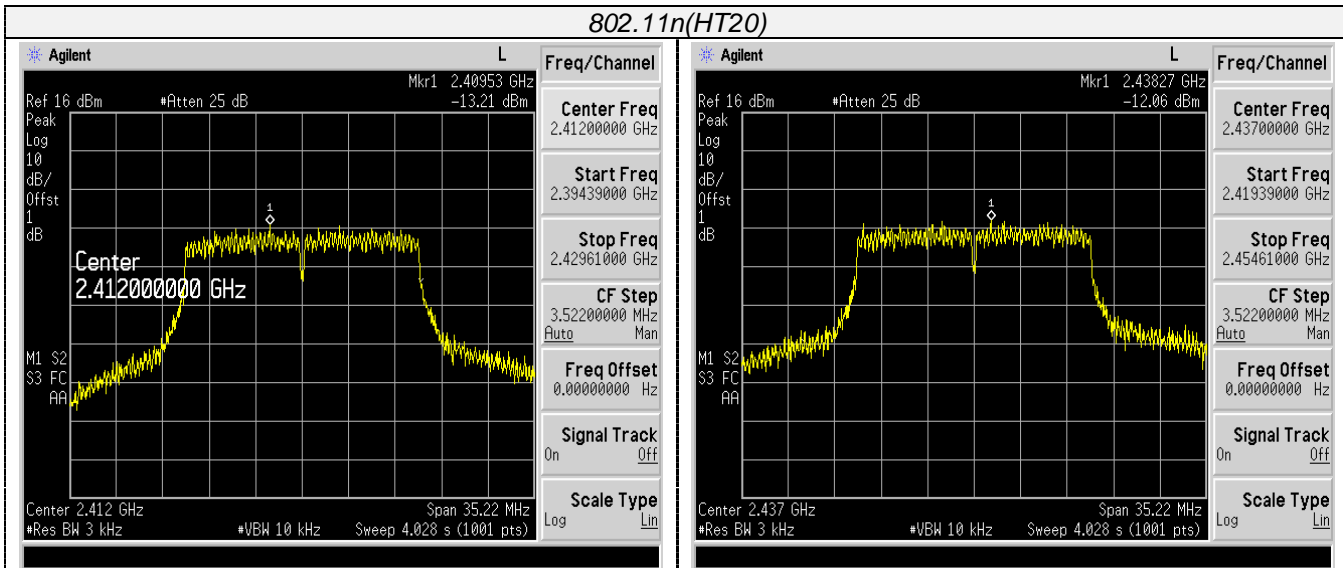 802.11n(HT20)
Agilent L
Mkr1 2.40953 GHz
Ref 16 dBm #Atten 25 dB -13.21 dBm
Peak
Log
10
dB/
Offst
1
dB
1
Center
2.412000000 GHz
M1 S2
S3 FC
AA
Center 2.412 GHz Span 35.22 MHz
#Res BW 3 kHz #VBW 10 kHz Sweep 4.028 s (1001 pts)
Freq/Channel
Center Freq
2.41200000 GHz
Start Freq
2.39439000 GHz
Stop Freq
2.42961000 GHz
CF Step
3.52200000 MHz
Auto Man
Freq Offset
0.00000000 Hz
Signal Track
On Off
Scale Type
Log Lin
Agilent L
Mkr1 2.43827 GHz
Ref 16 dBm #Atten 25 dB -12.06 dBm
Peak
Log
10
dB/
Offst
1
dB
1
M1 S2
S3 FC
AA
Center 2.437 GHz Span 35.22 MHz
#Res BW 3 kHz #VBW 10 kHz Sweep 4.028 s (1001 pts)
Freq/Channel
Center Freq
2.43700000 GHz
Start Freq
2.41939000 GHz
Stop Freq
2.45461000 GHz
CF Step
3.52200000 MHz
Auto Man
Freq Offset
0.00000000 Hz
Signal Track
On Off
Scale Type
Log Lin